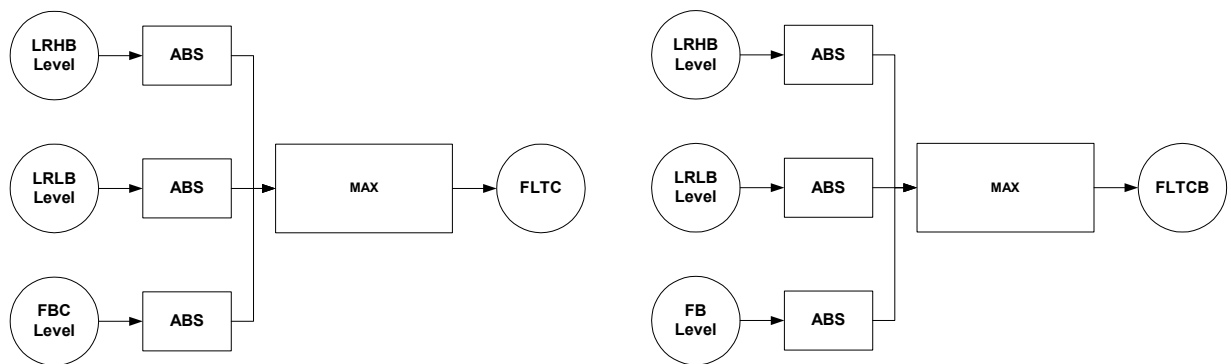 LRHB
Level
ABS
LRLB
Level
ABS
MAX
FLTC
FBC
Level
ABS
LRHB
Level
ABS
LRLB
Level
ABS
MAX
FLTCB
FB
Level
ABS